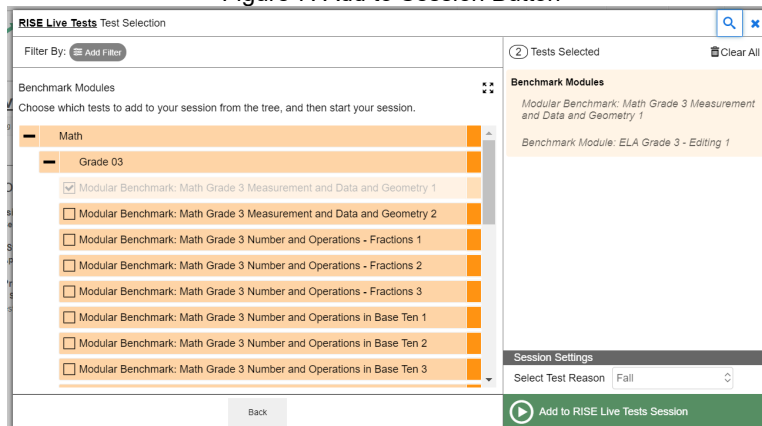 RISE Live Tests Test Selection
Filter By: Add Filter
Benchmark Modules
Choose which tests to add to your session from the tree, and then start your session.
Math
Grade 03
Modular Benchmark: Math Grade 3 Measurement and Data and Geometry 1
Modular Benchmark: Math Grade 3 Measurement and Data and Geometry 2
Modular Benchmark: Math Grade 3 Number and Operations - Fractions 1
Modular Benchmark: Math Grade 3 Number and Operations - Fractions 2
Modular Benchmark: Math Grade 3 Number and Operations - Fractions 3
Modular Benchmark: Math Grade 3 Number and Operations in Base Ten 1
Modular Benchmark: Math Grade 3 Number and Operations in Base Ten 2
Modular Benchmark: Math Grade 3 Number and Operations in Base Ten 3
Back
2 Tests Selected
Clear All
Benchmark Modules
Modular Benchmark: Math Grade 3 Measurement
and Data and Geometry 1
Benchmark Module: ELA Grade 3 - Editing 1
Session Settings
Select Test Reason Fall
Add to RISE Live Tests Session